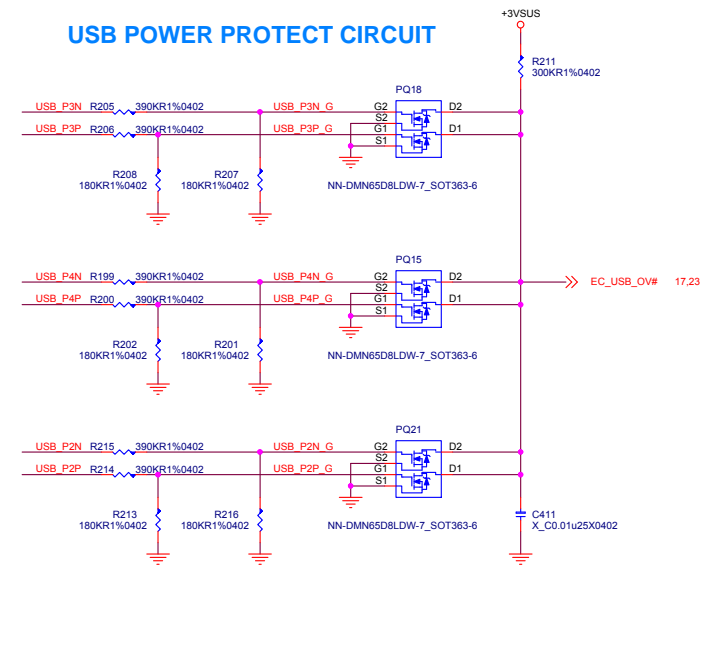 +3VSUS
USB POWER PROTECT CIRCUIT
R211
300KR1%0402
PQ18
USB_P3N R205 390KR1%0402 USB_P3N_G G2 D2
S2
USB_P3P R206 390KR1%0402 USB_P3P_G G1 D1
S1
R208 R207
180KR1%0402 180KR1%0402 NN-DMN65D8LDW-7_SOT363-6
PQ15
USB_P4N R199 390KR1%0402 USB_P4N_G G2 D2 EC_USB_OV# 17,23
S2
USB_P4P R200 390KR1%0402 USB_P4P_G G1 D1
S1
R202 R201
180KR1%0402 180KR1%0402 NN-DMN65D8LDW-7_SOT363-6
PQ21
USB_P2N R215 390KR1%0402 USB_P2N_G G2 D2
S2
USB_P2P R214 390KR1%0402 USB_P2P_G G1 D1
S1
R213 R216 C411
180KR1%0402 180KR1%0402 NN-DMN65D8LDW-7_SOT363-6 X_C0.01u25X0402